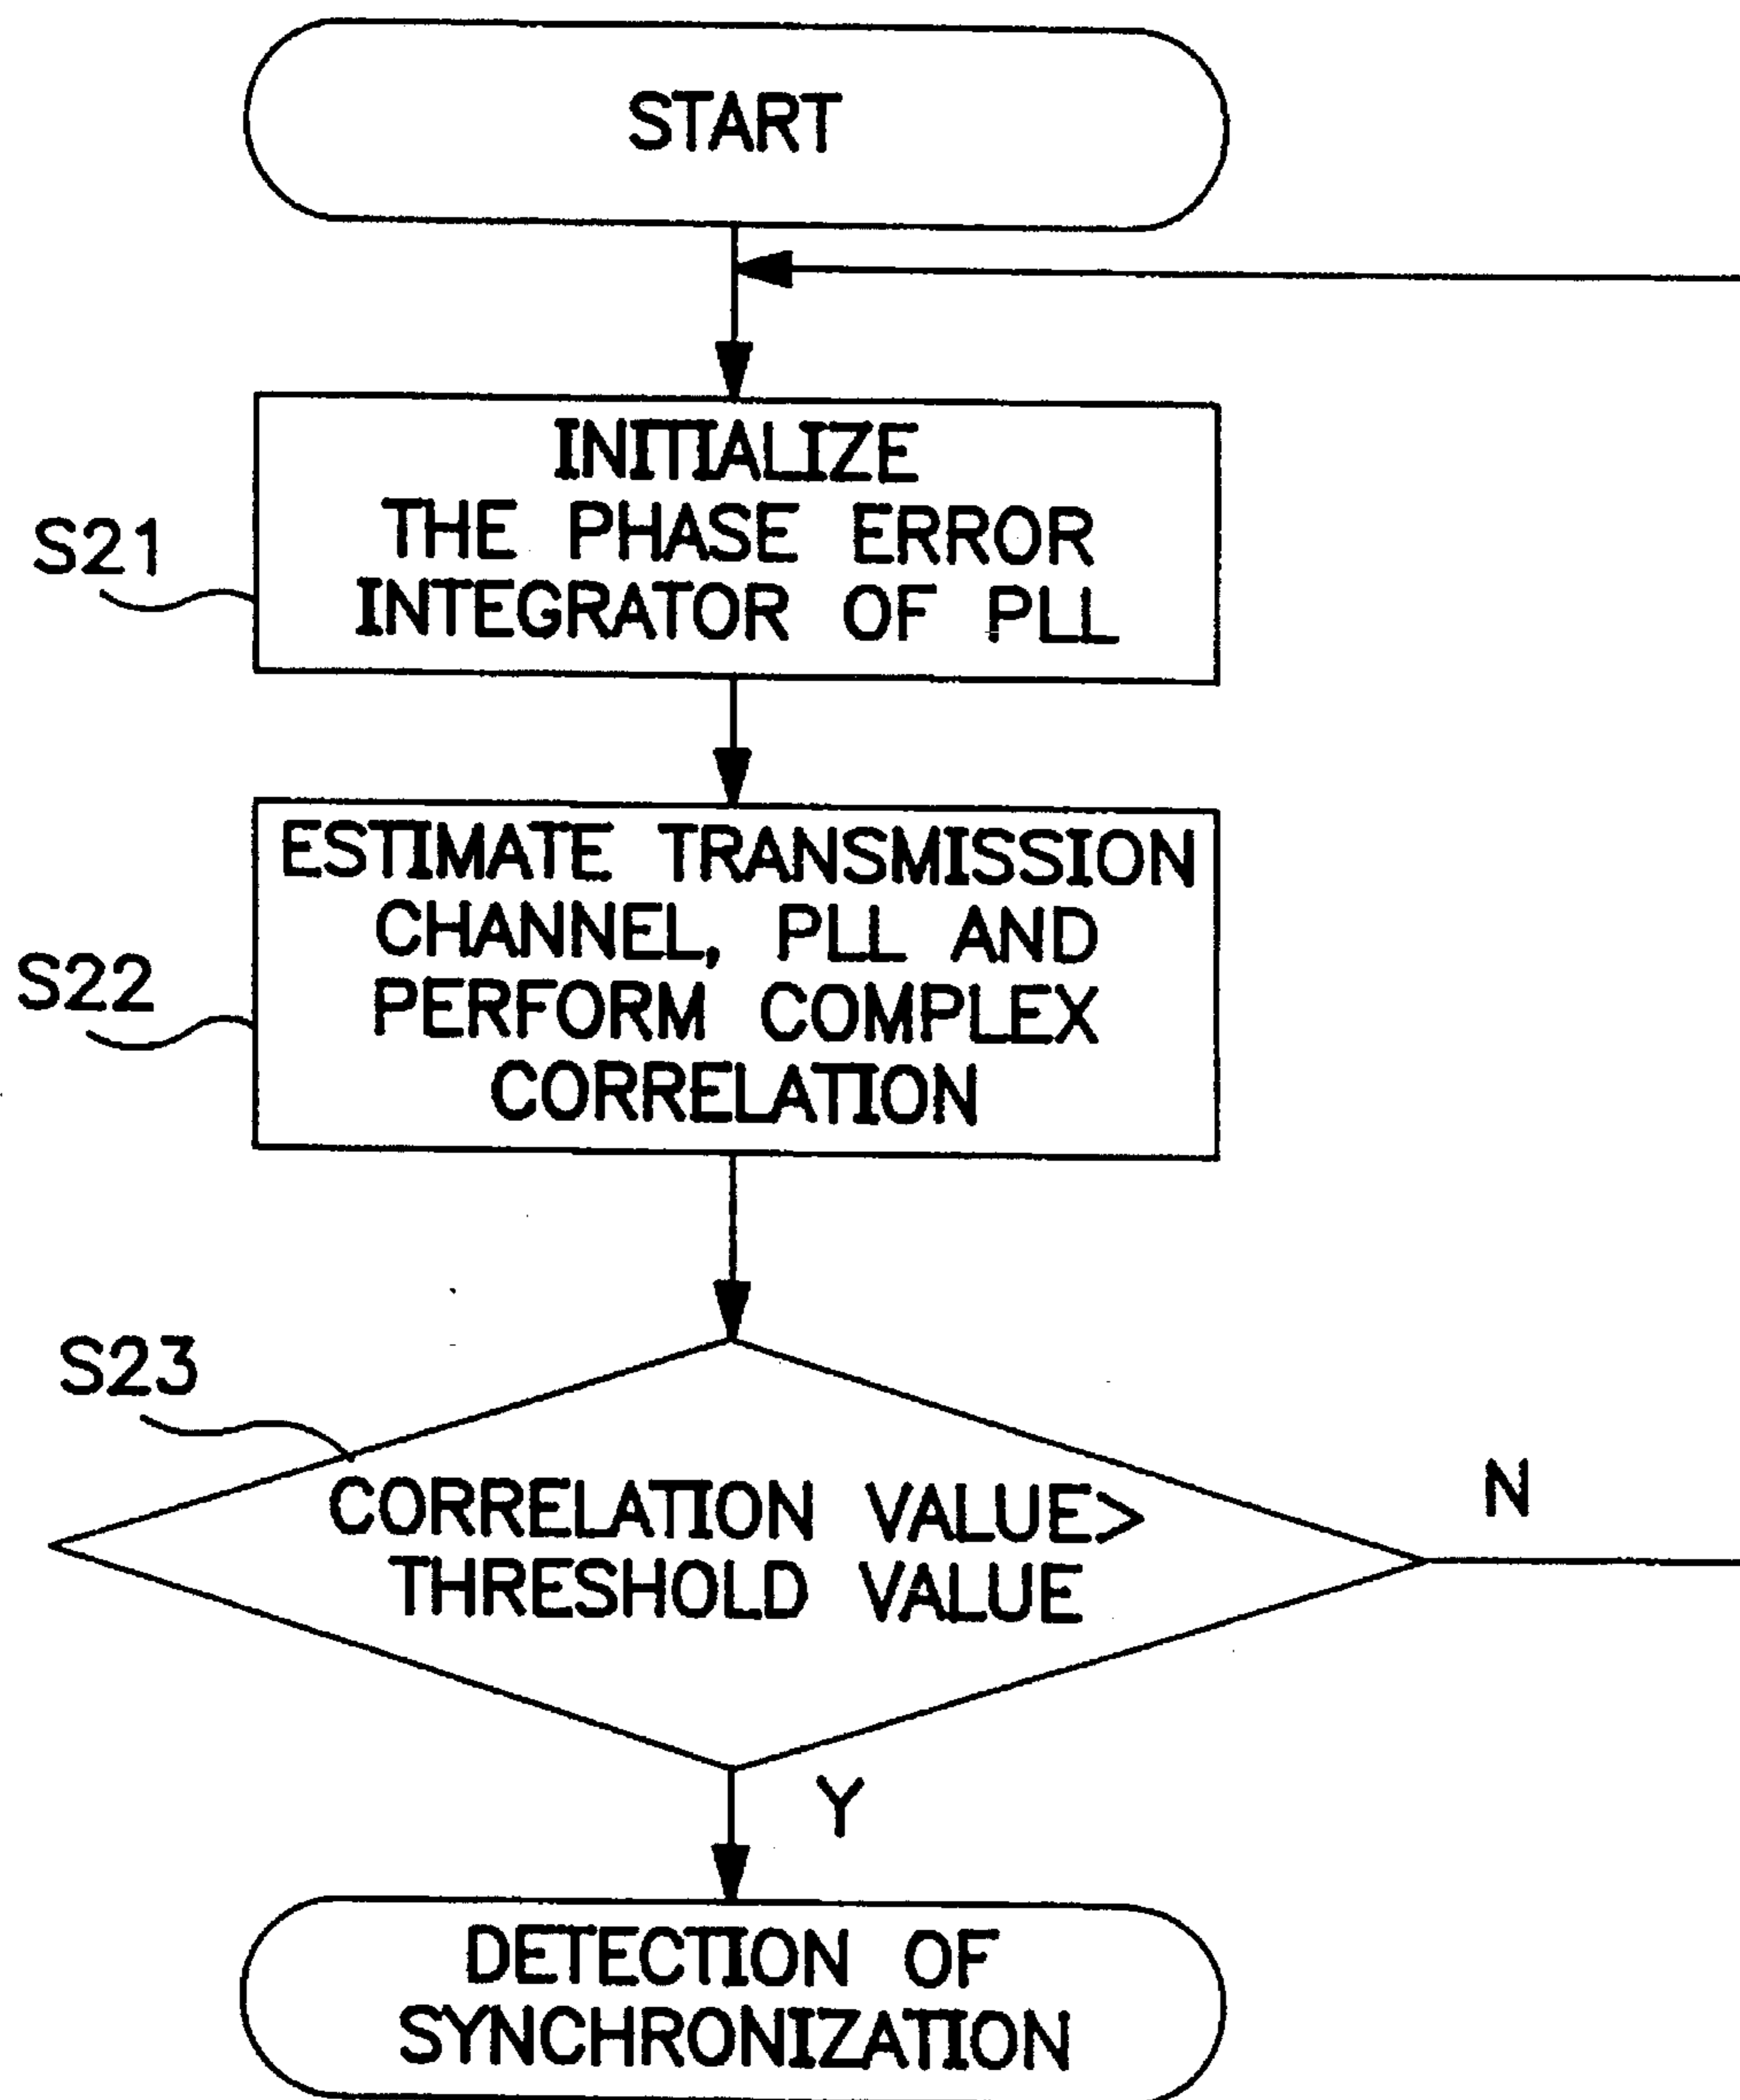 START
INITIALIZE
THE PHASE ERROR
INTEGRATOR OF PLL
S21
ESTIMATE TRANSMISSION
CHANNEL, PLL AND
PERFORM COMPLEX
CORRELATION
S22
S23
CORRELATION VALUE>
THRESHOLD VALUE
N
Y
DETECTION OF
SYNCHRONIZATION